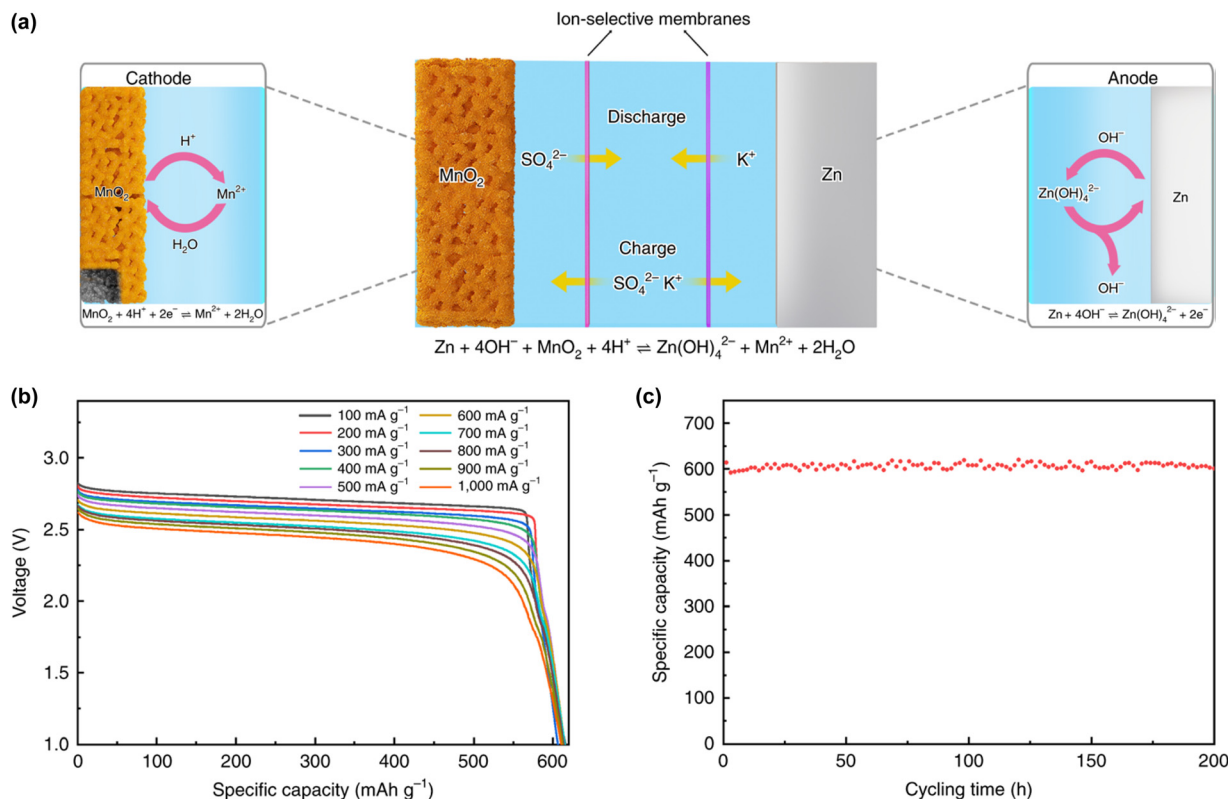 (a)
Ion-selective membranes
Cathode
H⁺
MnO₂
Mn²⁺
H₂O
MnO₂ + 4H⁺ + 2e⁻ ⇌ Mn²⁺ + 2H₂O
Discharge
SO₄²⁻
K⁺
MnO₂
Zn
Charge
SO₄²⁻ K⁺
Zn + 4OH⁻ + MnO₂ + 4H⁺ ⇌ Zn(OH)₄²⁻ + Mn²⁺ + 2H₂O
Anode
OH⁻
Zn(OH)₄²⁻
Zn
OH⁻
Zn + 4OH⁻ ⇌ Zn(OH)₄²⁻ + 2e⁻
(b)
100 mA g⁻¹
200 mA g⁻¹
300 mA g⁻¹
400 mA g⁻¹
500 mA g⁻¹
600 mA g⁻¹
700 mA g⁻¹
800 mA g⁻¹
900 mA g⁻¹
1,000 mA g⁻¹
Voltage (V)
3.0
2.5
2.0
1.5
1.0
0 100 200 300 400 500 600
Specific capacity (mAh g⁻¹)
(c)
Specific capacity (mAh g⁻¹)
700
600
500
400
300
200
100
0
0 50 100 150 200
Cycling time (h)